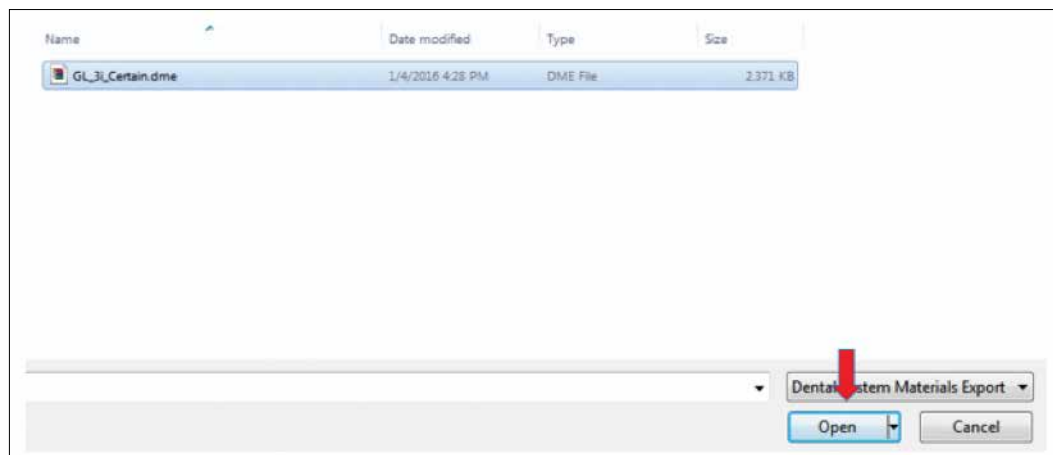 Name Date modified Type Size
GL_3i_Certain.dme 1/4/2016 4:28 PM DME File 2.371 KB
Dental stem Materials Export
Open Cancel